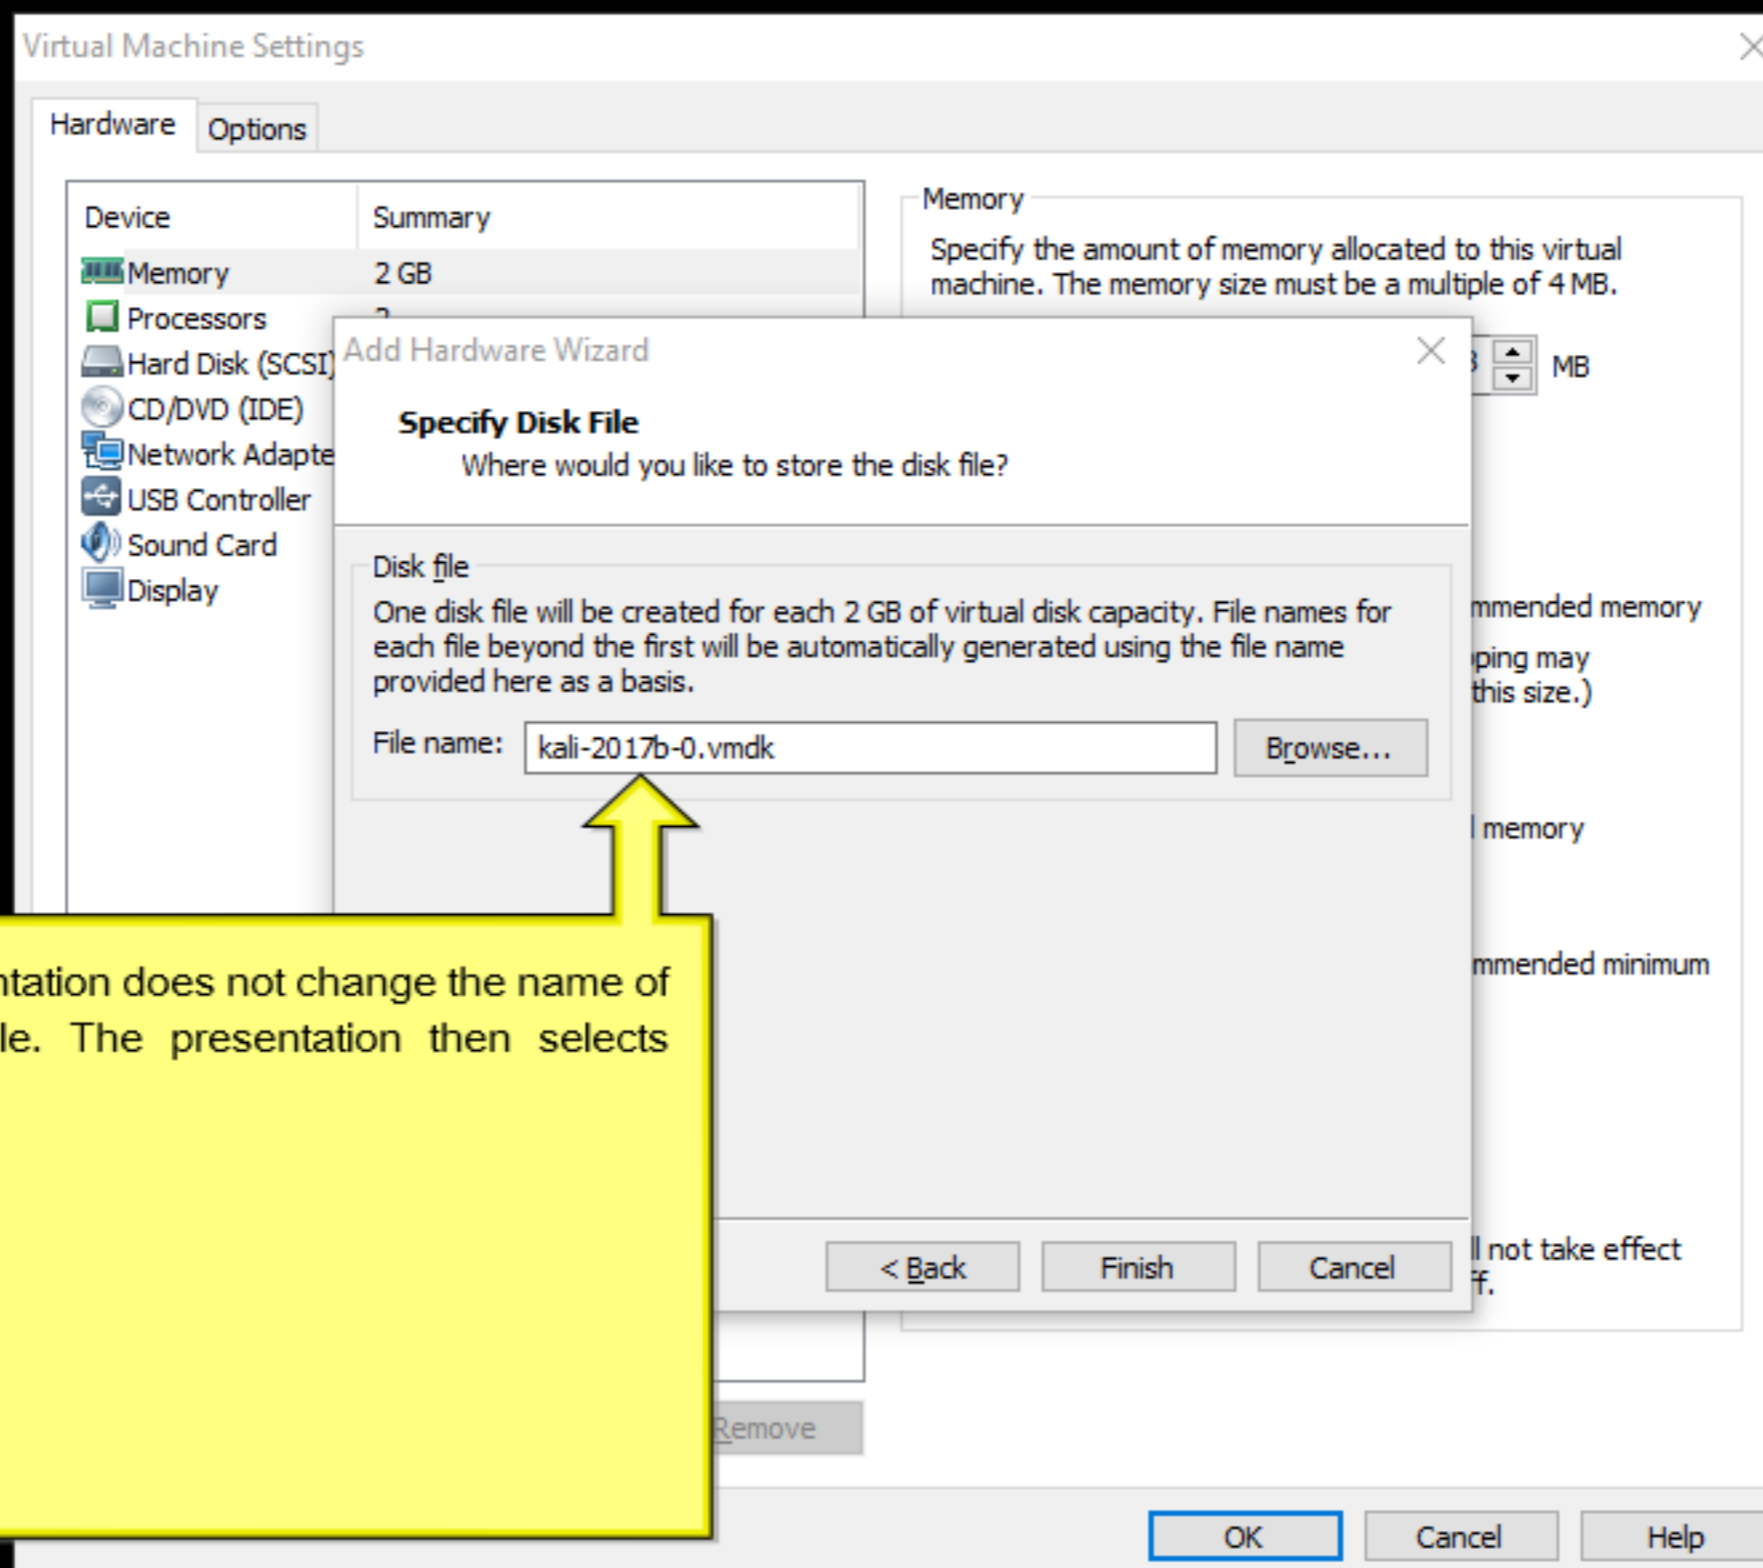 Virtual Machine Settings
Hardware
Options
Device
Summary
Memory
2 GB
Processors
Hard Disk (SCSI)
CD/DVD (IDE)
Network Adapte
USB Controller
Sound Card
Display
Memory
Specify the amount of memory allocated to this virtual
machine. The memory size must be a multiple of 4 MB.
MB
mmended memory
ping may
this size.)
memory
mmended minimum
ll not take effect
ff.
Add Hardware Wizard
Specify Disk File
Where would you like to store the disk file?
Disk file
One disk file will be created for each 2 GB of virtual disk capacity. File names for
each file beyond the first will be automatically generated using the file name
provided here as a basis.
File name:
kali-2017b-0.vmdk
Browse...
< Back
Finish
Cancel
ntation does not change the name of
le. The presentation then selects
Remove
OK
Cancel
Help